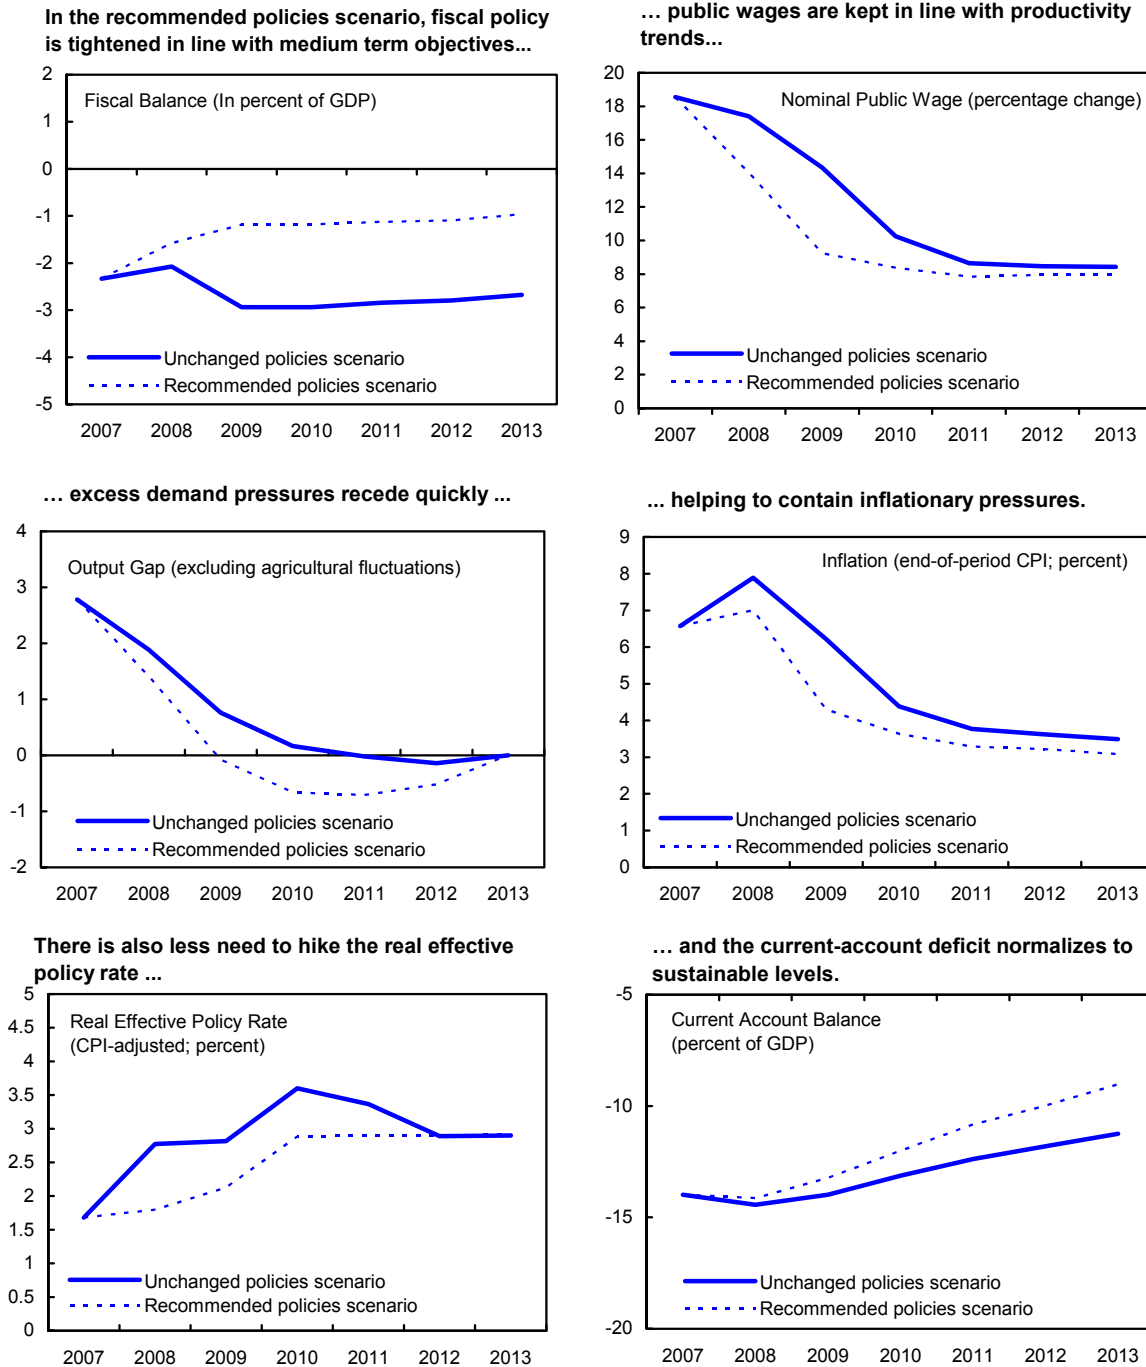 In the recommended policies scenario, fiscal policy
is tightened in line with medium term objectives...
2
Fiscal Balance (In percent of GDP)
1
0
-1
-2
-3
-4
-5
Unchanged policies scenario
Recommended policies scenario
2007 2008 2009 2010 2011 2012 2013
... public wages are kept in line with productivity
trends...
20
Nominal Public Wage (percentage change)
18
16
14
12
10
8
6
4
2
0
Unchanged policies scenario
Recommended policies scenario
2007 2008 2009 2010 2011 2012 2013
... excess demand pressures recede quickly ...
4
Output Gap (excluding agricultural fluctuations)
3
2
1
0
-1
-2
Unchanged policies scenario
Recommended policies scenario
2007 2008 2009 2010 2011 2012 2013
... helping to contain inflationary pressures.
9
Inflation (end-of-period CPI; percent)
8
7
6
5
4
3
2
1
0
Unchanged policies scenario
Recommended policies scenario
2007 2008 2009 2010 2011 2012 2013
There is also less need to hike the real effective
policy rate ...
5
Real Effective Policy Rate
(CPI-adjusted; percent)
4.5
4
3.5
3
2.5
2
1.5
1
0.5
0
Unchanged policies scenario
Recommended policies scenario
2007 2008 2009 2010 2011 2012 2013
... and the current-account deficit normalizes to
sustainable levels.
-5
Current Account Balance
(percent of GDP)
-10
-15
-20
Unchanged policies scenario
Recommended policies scenario
2007 2008 2009 2010 2011 2012 2013